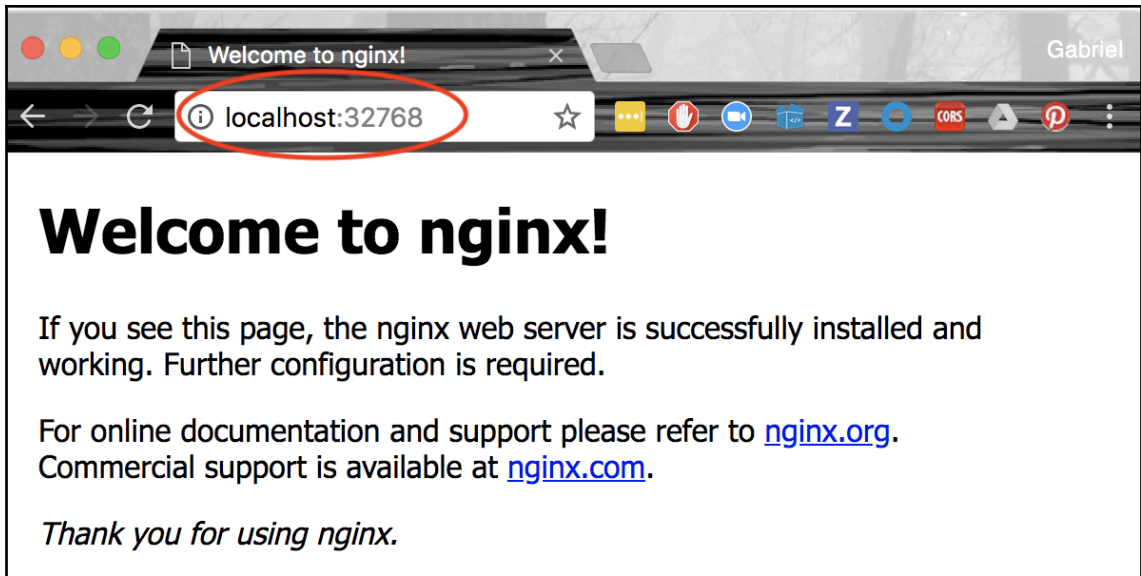 Welcome to nginx!
Gabriel
localhost:32768
Z
CORS
Welcome to nginx!
If you see this page, the nginx web server is successfully installed and
working. Further configuration is required.
For online documentation and support please refer to nginx.org.
Commercial support is available at nginx.com.
Thank you for using nginx.